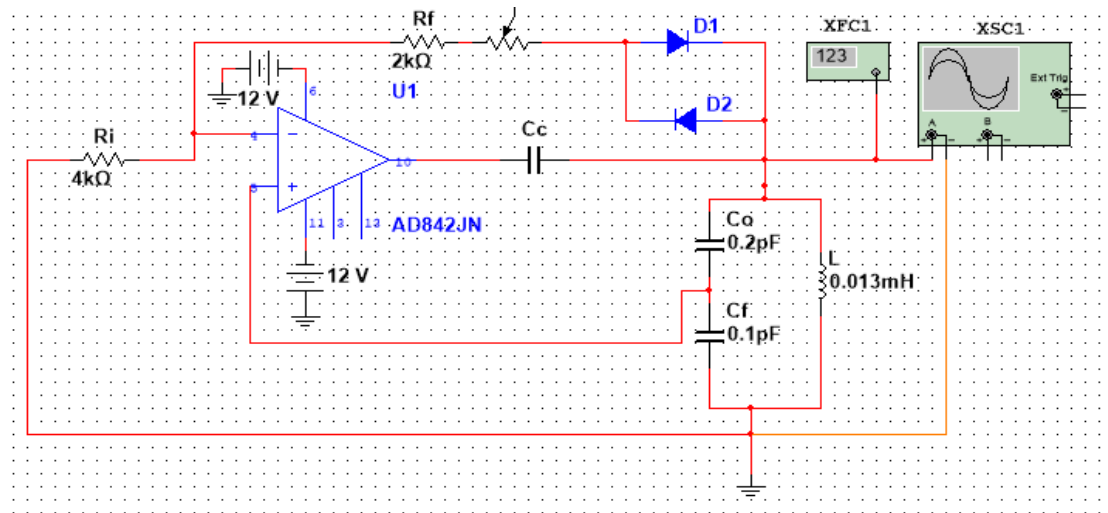 Rf
2kΩ
D1
XFC1
XSC1
123
Ext Trig
+
−
A
B
+ − + −
12 V
6
U1
D2
Ri
4kΩ
4
−
Cc
10
+
11
3
13
AD842JN
12 V
Co
0.2pF
L
0.013mH
Cf
0.1pF